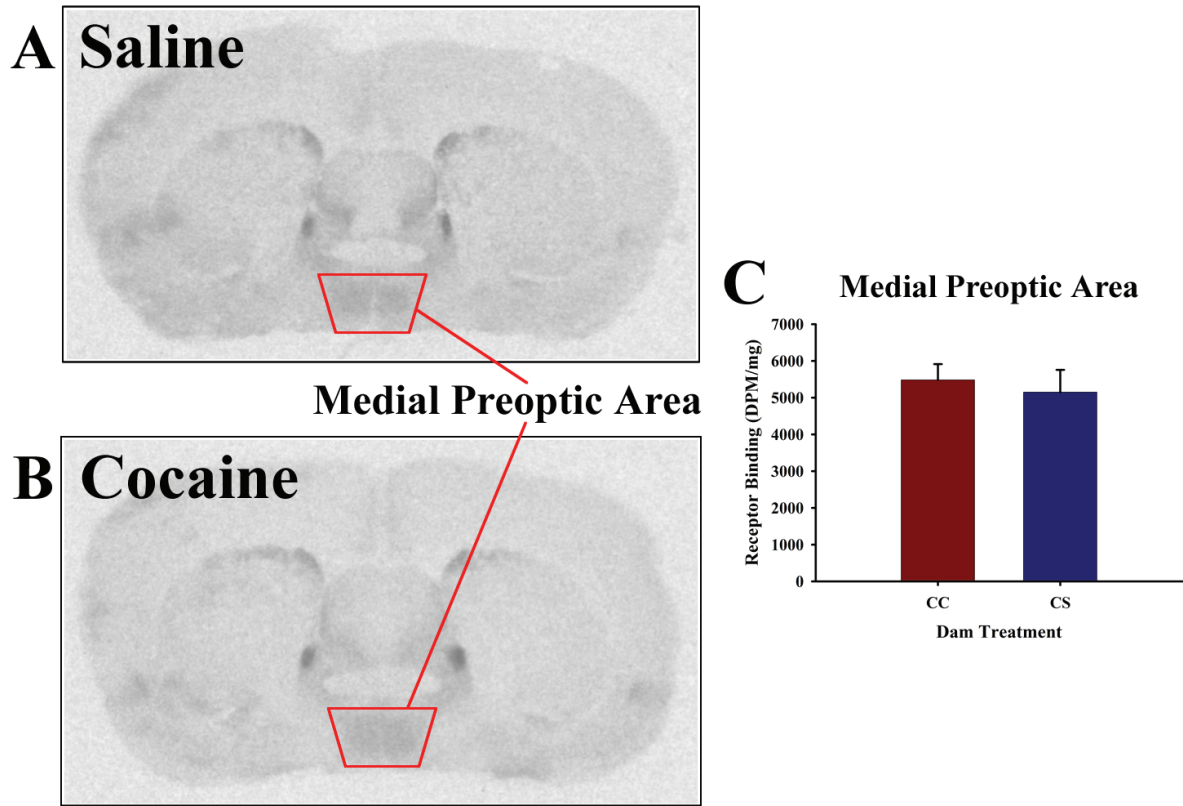 A Saline
Medial Preoptic Area
B Cocaine
C Medial Preoptic Area
Receptor Binding (DPM/mg)
7000
6000
5000
4000
3000
2000
1000
0
CC CS
Dam Treatment